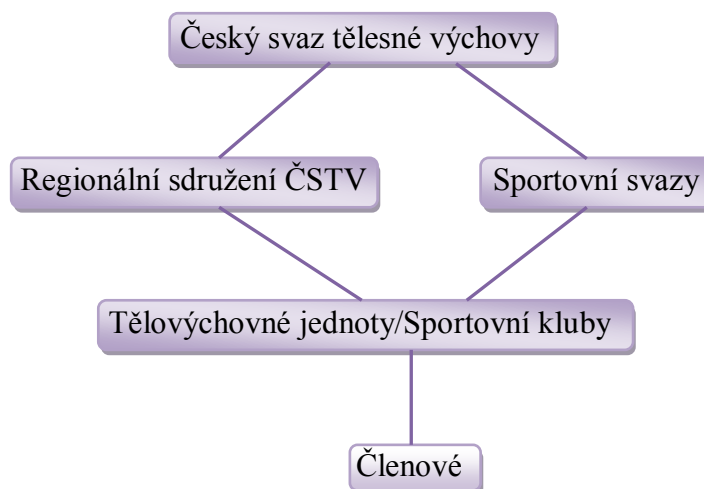 Český svaz tělesné výchovy
Regionální sdružení ČSTV
Sportovní svazy
Tělovýchovné jednoty/Sportovní kluby
Členové